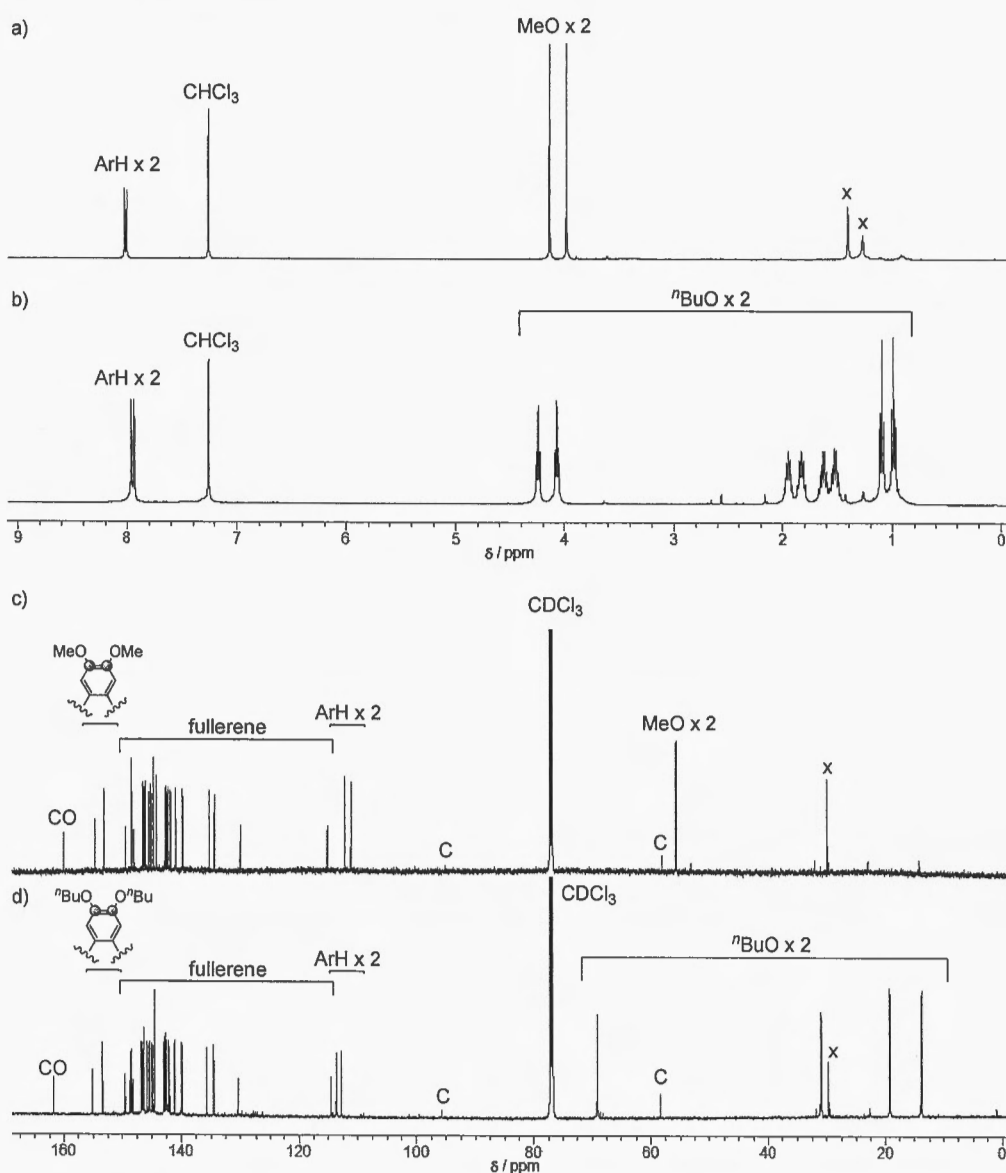 a)
MeO x 2
CHCl3
ArH x 2
x
x
b)
nBuO x 2
CHCl3
ArH x 2
9 8 7 6 5 4 3 2 1 0
δ / ppm
c)
CDCl3
MeO OMe
fullerene
ArH x 2
MeO x 2
x
CO
C
C
d)
nBuO OnBu
CDCl3
nBuO x 2
fullerene
ArH x 2
CO
x
C
C
160 140 120 100 80 60 40 20 0
δ / ppm